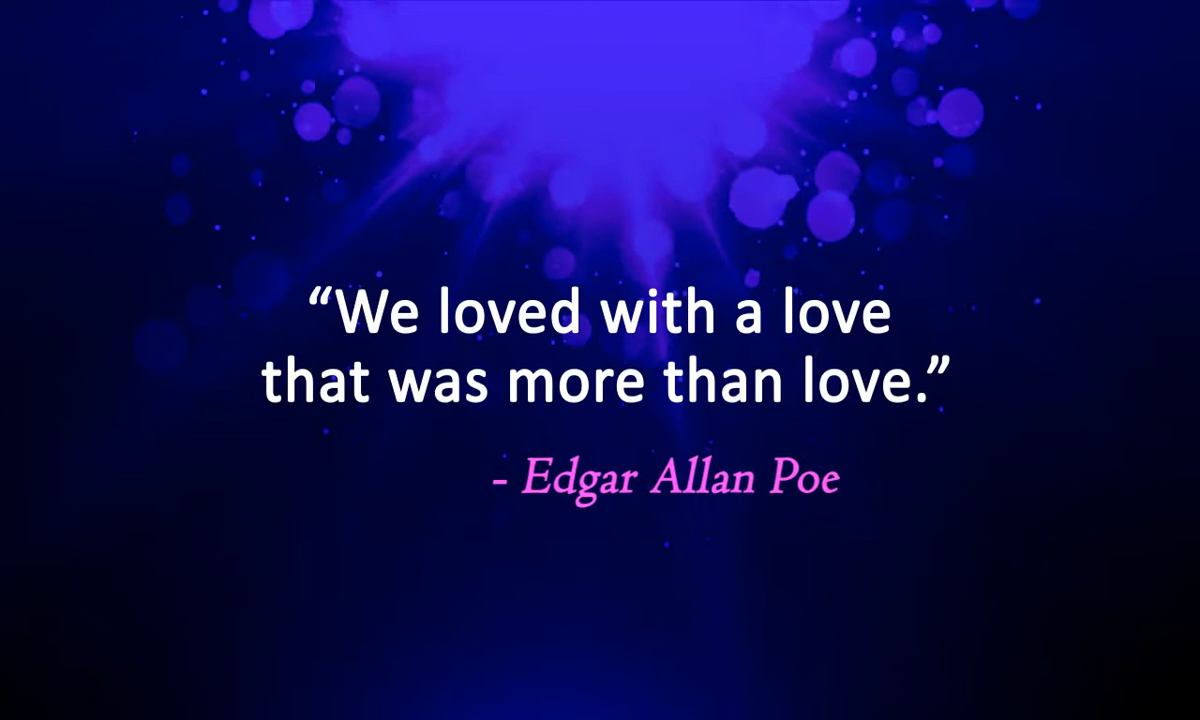 “We loved with a love
that was more than love.”
- Edgar Allan Poe